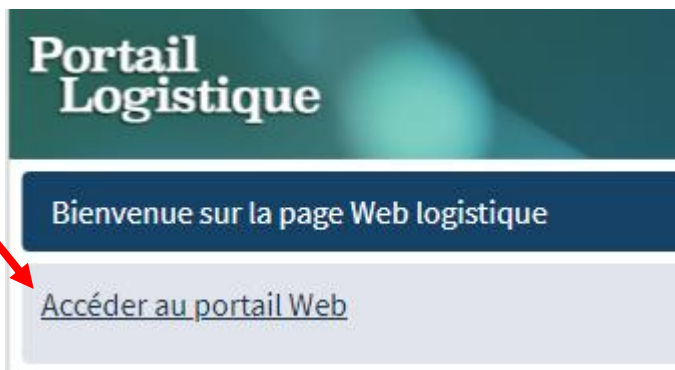 Portail
Logistique
Bienvenue sur la page Web logistique
Accéder au portail Web